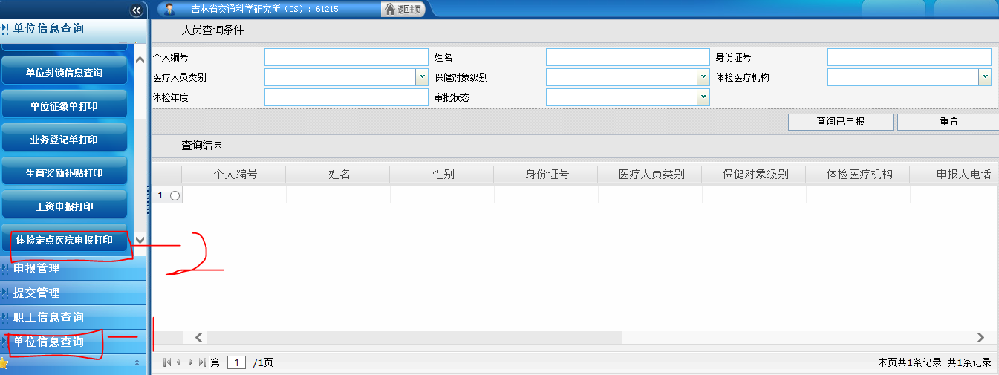 吉林省交通科学研究所（CS）：61215 返回主页
单位信息查询
单位封锁信息查询
单位征缴单打印
业务登记单打印
生育奖励补贴打印
工资申报打印
体检定点医院申报打印
申报管理
提交管理
职工信息查询
单位信息查询
人员查询条件
个人编号 姓名 身份证号
医疗人员类别 保健对象级别 体检医疗机构
体检年度 审批状态
查询已申报 重置
查询结果
个人编号 姓名 性别 身份证号 医疗人员类别 保健对象级别 体检医疗机构 申报人电话
1
2
1
第 1 /1页 本页共1条记录 共1条记录